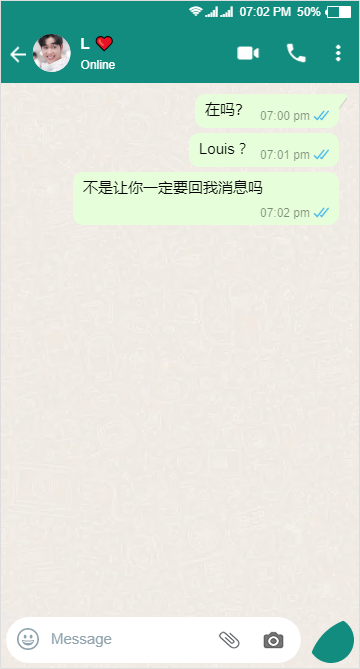 07:02 PM 50%
L ❤️
Online
在吗？ 07:00 pm
Louis ? 07:01 pm
不是让你一定要回我消息吗
07:02 pm
Message